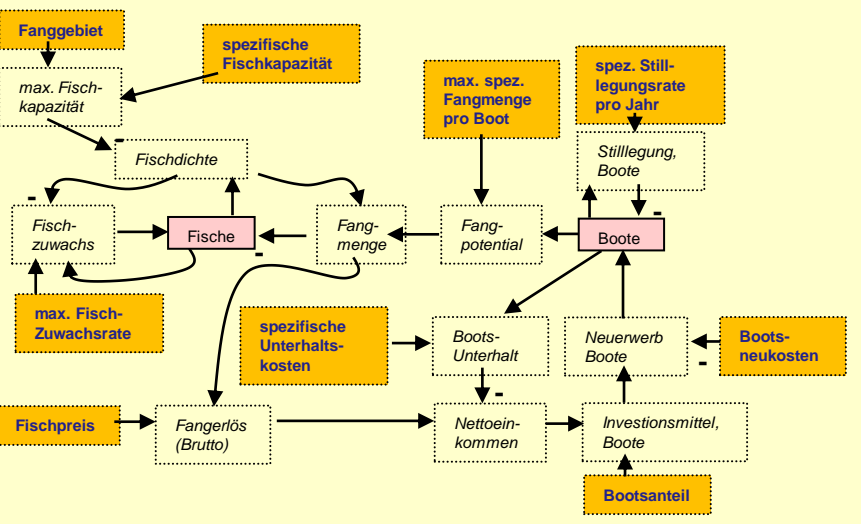 Fanggebiet
spezifische
Fischkapazität
max. Fisch-
kapazität
max. spez.
Fangmenge
pro Boot
spez. Still-
legungsrate
pro Jahr
-
Fischdichte
Stilllegung,
Boote
-
Fisch-
zuwachs
Fische
-
Fang-
menge
Fang-
potential
Boote
-
max. Fisch-
Zuwachsrate
spezifische
Unterhalts-
kosten
Boots-
Unterhalt
Neuerwerb
Boote
Boots-
neukosten
-
-
Fischpreis
Fangerlös
(Brutto)
Nettoein-
kommen
Investionsmittel,
Boote
Bootsanteil